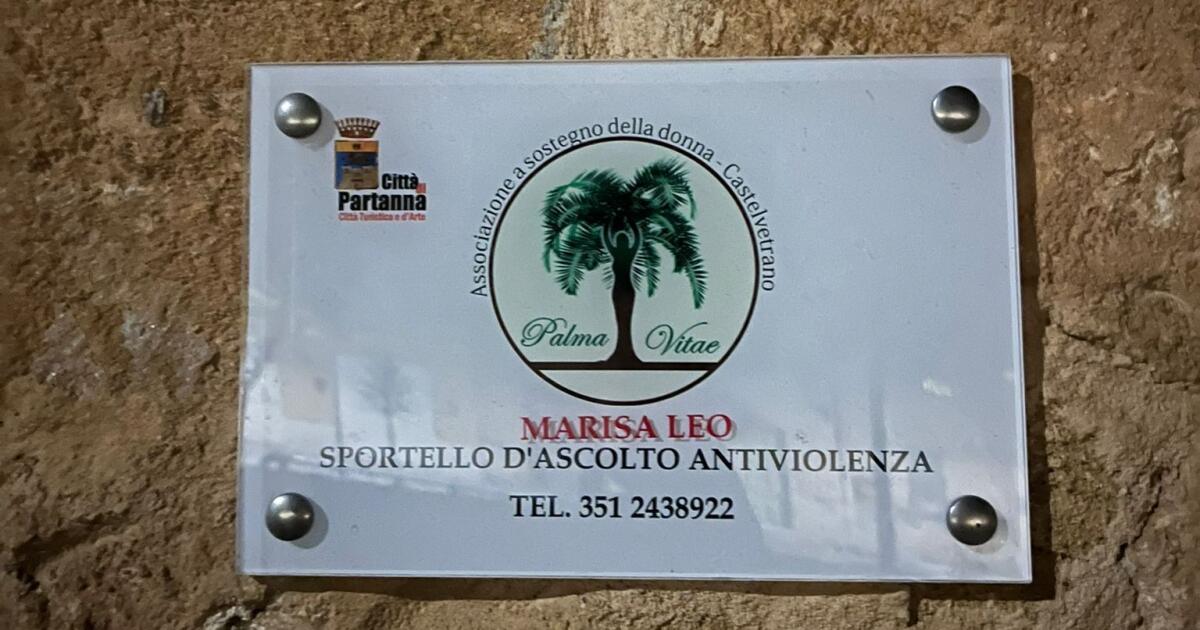 Città di
Partanna
Città Turistica e d'Arte
Associazione a sostegno della donna - Castelvetrano
Palma Vitae
MARISA LEO
SPORTELLO D'ASCOLTO ANTIVIOLENZA
TEL. 351 2438922